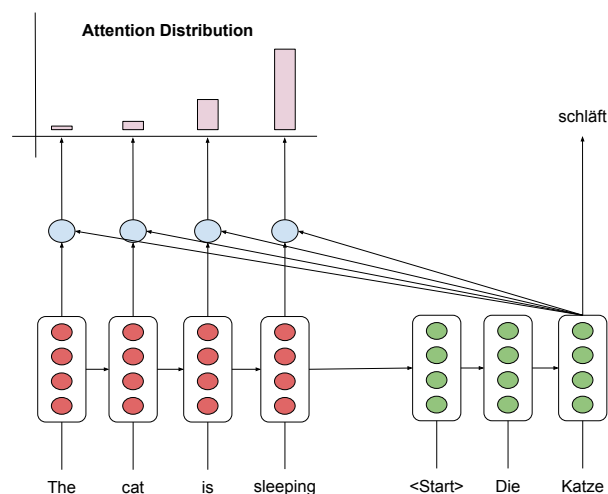 Attention Distribution
schläft
The cat is sleeping <Start> Die Katze